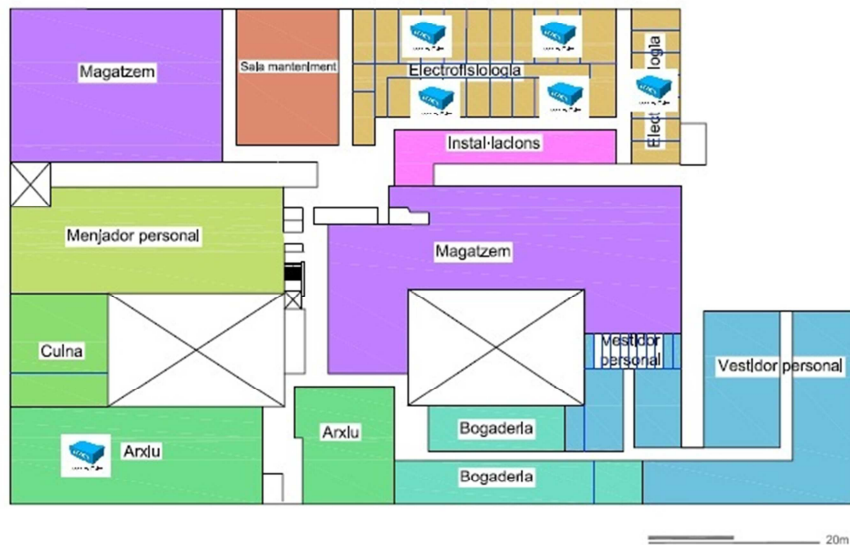 Magatzem
Sala manteniment
Electrofisiologia
Instal·lacions
Menjador personal
Magatzem
Cuina
Vestidor
personal
Vestidor personal
Arxiu
Arxiu
Bogaderia
Bogaderia
20m